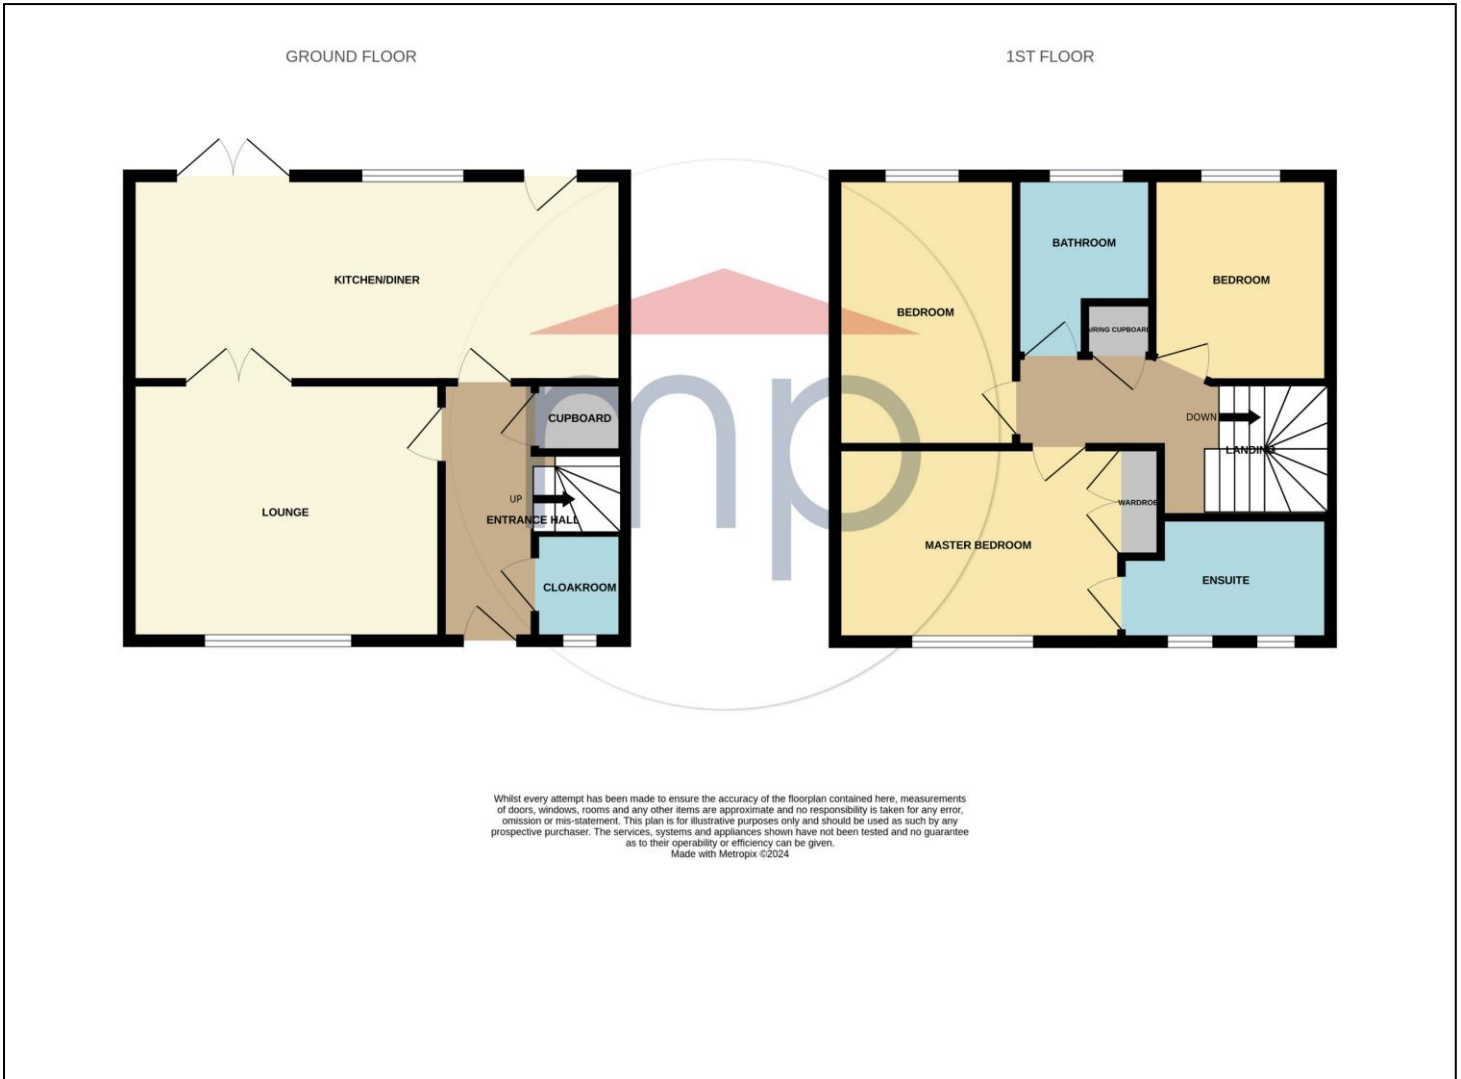 GROUND FLOOR
1ST FLOOR
KITCHEN/DINER
CUPBOARD
LOUNGE
UP
ENTRANCE HALL
CLOAKROOM
BATHROOM
BEDROOM
BEDROOM
AIRING CUPBOARD
DOWN
LANDING
WARDROBE
MASTER BEDROOM
ENSUITE
mp
Whilst every attempt has been made to ensure the accuracy of the floorplan contained here, measurements
of doors, windows, rooms and any other items are approximate and no responsibility is taken for any error,
omission or mis-statement. This plan is for illustrative purposes only and should be used as such by any
prospective purchaser. The services, systems and appliances shown have not been tested and no guarantee
as to their operability or efficiency can be given.
Made with Metropix ©2024